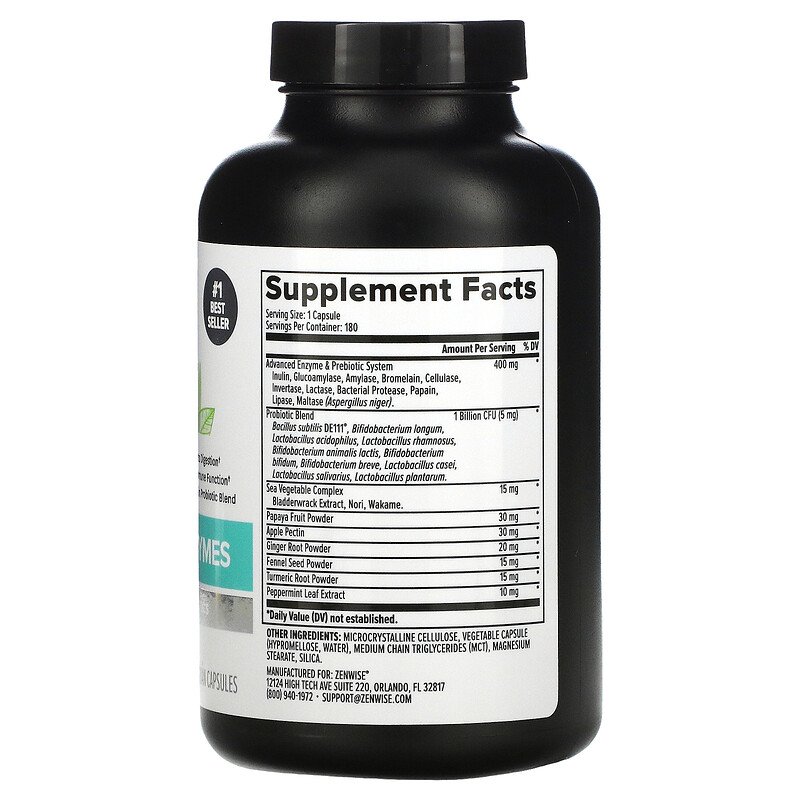 #1
BEST
SELLER
Digestion†
mune Function†
Probiotic Blend
YMES
CAPSULES
Supplement Facts
Serving Size: 1 Capsule
Servings Per Container: 180
Amount Per Serving % DV
Advanced Enzyme & Prebiotic System 400 mg *
Inulin, Glucoamylase, Amylase, Bromelain, Cellulase,
Invertase, Lactase, Bacterial Protease, Papain,
Lipase, Maltase (Aspergillus niger).
Probiotic Blend 1 Billion CFU (5 mg) *
Bacillus subtilis DE111®, Bifidobacterium longum,
Lactobacillus acidophilus, Lactobacillus rhamnosus,
Bifidobacterium animalis lactis, Bifidobacterium
bifidum, Bifidobacterium breve, Lactobacillus casei,
Lactobacillus salivarius, Lactobacillus plantarum.
Sea Vegetable Complex 15 mg *
Bladderwrack Extract, Nori, Wakame.
Papaya Fruit Powder 30 mg *
Apple Pectin 30 mg *
Ginger Root Powder 20 mg *
Fennel Seed Powder 15 mg *
Turmeric Root Powder 15 mg *
Peppermint Leaf Extract 10 mg *
*Daily Value (DV) not established.
OTHER INGREDIENTS: MICROCRYSTALLINE CELLULOSE, VEGETABLE CAPSULE
(HYPROMELLOSE, WATER), MEDIUM CHAIN TRIGLYCERIDES (MCT), MAGNESIUM
STEARATE, SILICA.
MANUFACTURED FOR: ZENWISE®
12124 HIGH TECH AVE SUITE 220, ORLANDO, FL 32817
(800) 940-1972 · SUPPORT@ZENWISE.COM